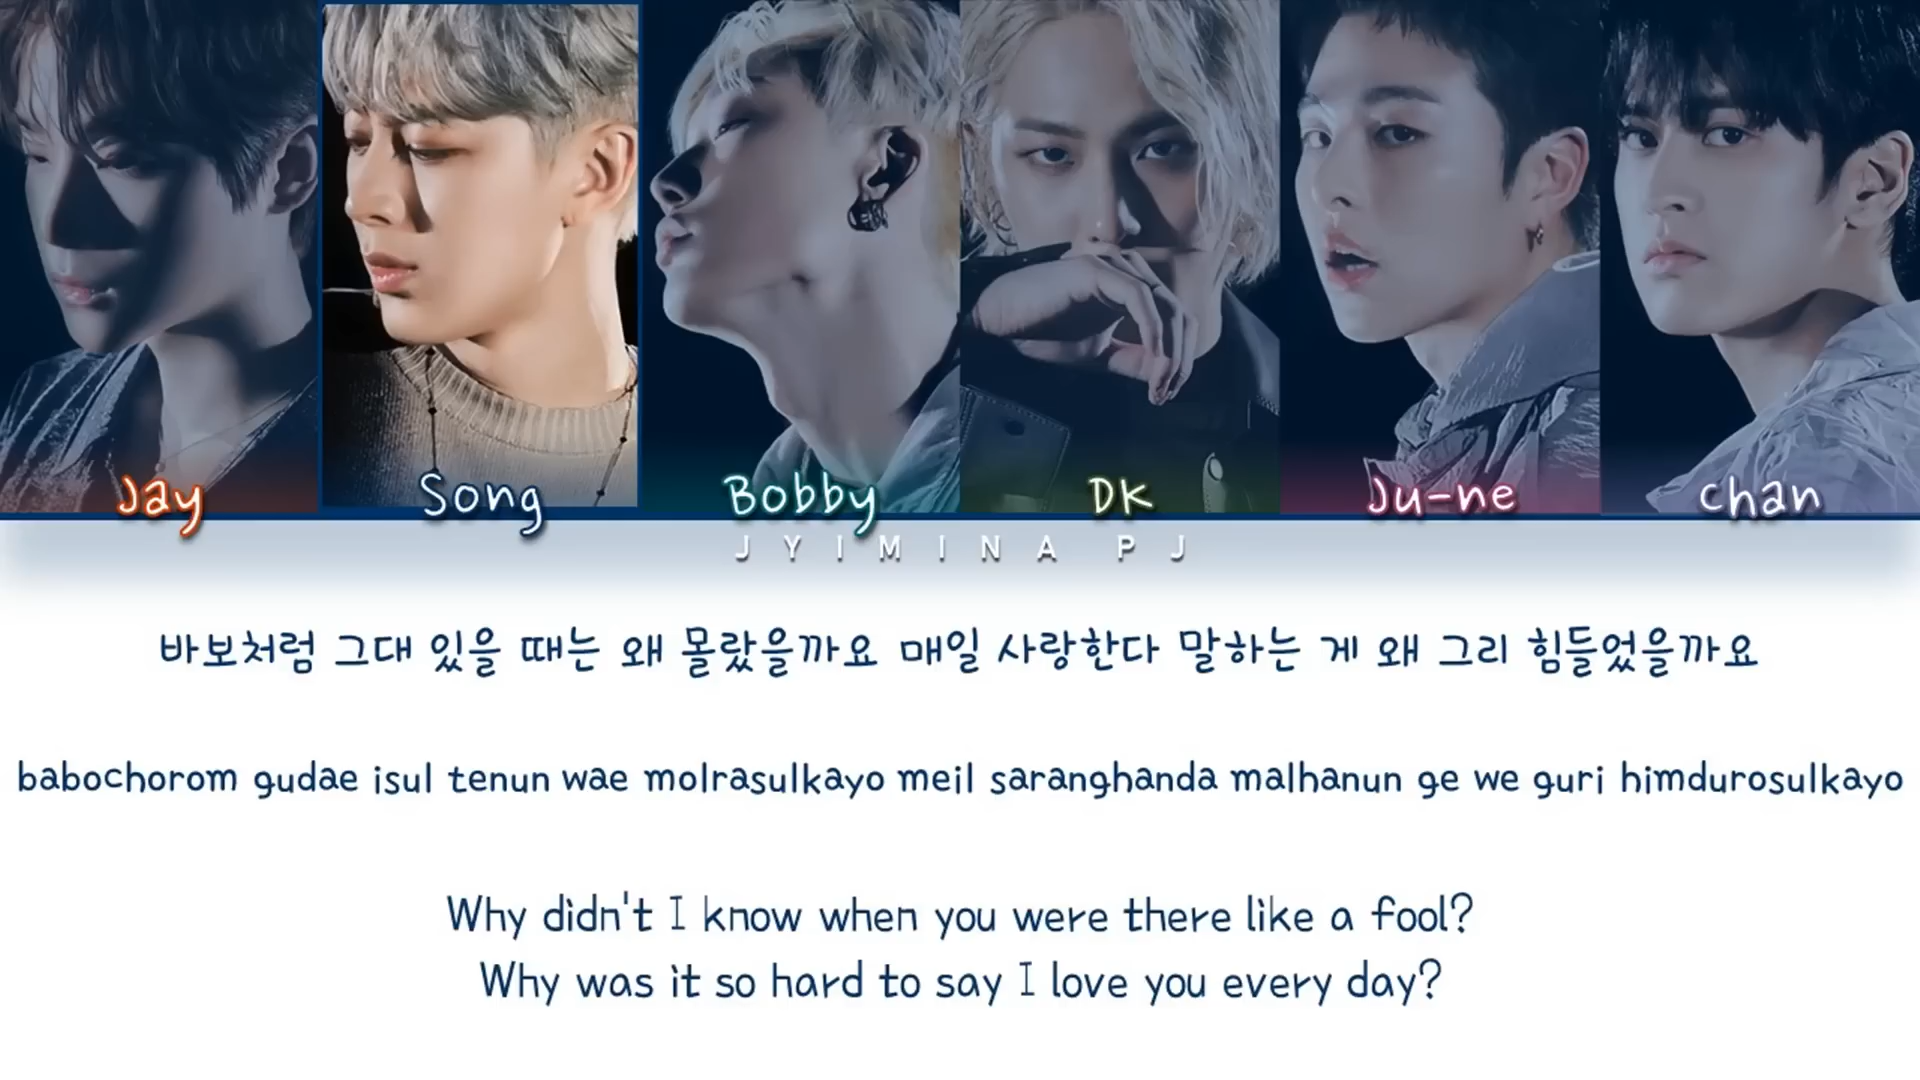 Jay Song Bobby DK Ju-ne chan
JYIMINA PJ
바보처럼 그대 있을 때는 왜 몰랐을까요 매일 사랑한다 말하는 게 왜 그리 힘들었을까요
babochorom gudae isul tenun wae molrasulkayo meil saranghanda malhanun ge we guri himdurosulkayo
Why didn't I know when you were there like a fool?
Why was it so hard to say I love you every day?